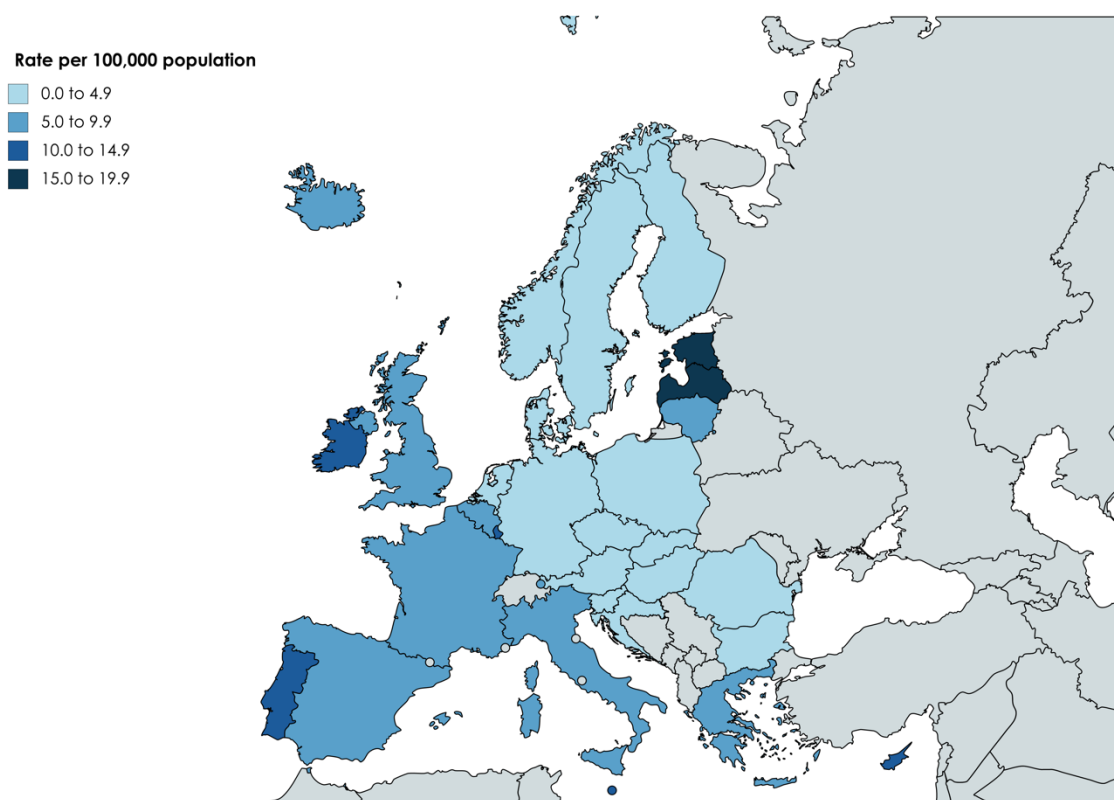 Rate per 100,000 population
0.0 to 4.9
5.0 to 9.9
10.0 to 14.9
15.0 to 19.9